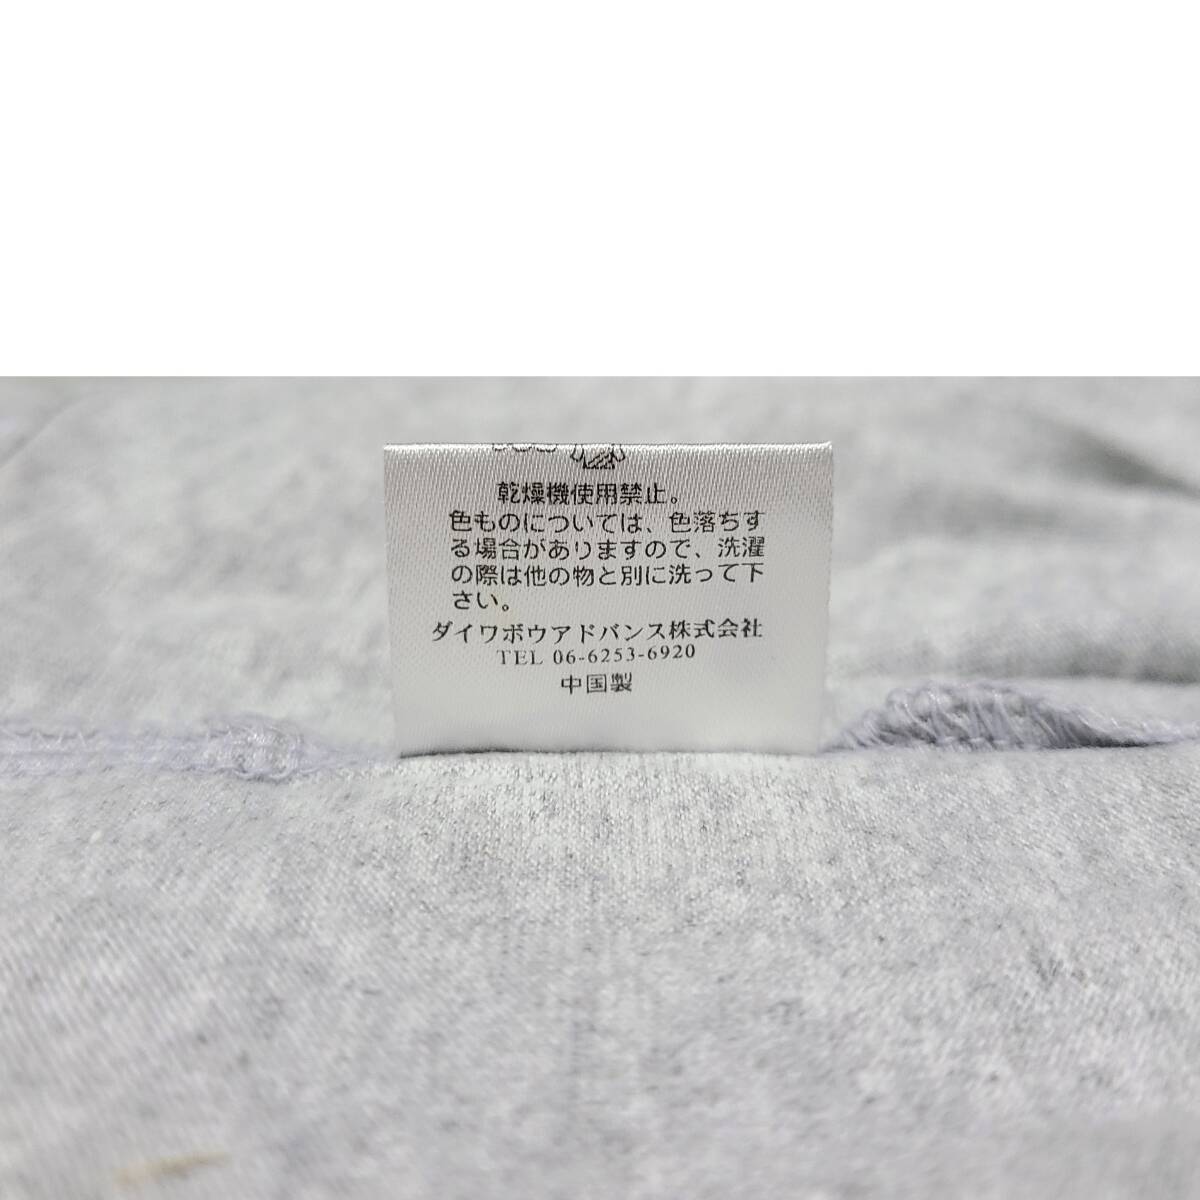 乾燥機使用禁止。
色ものについては、色落ちす
る場合がありますので、洗濯
の際は他の物と別に洗って下
さい。
ダイワボウアドバンス株式会社
TEL 06-6253-6920
中国製